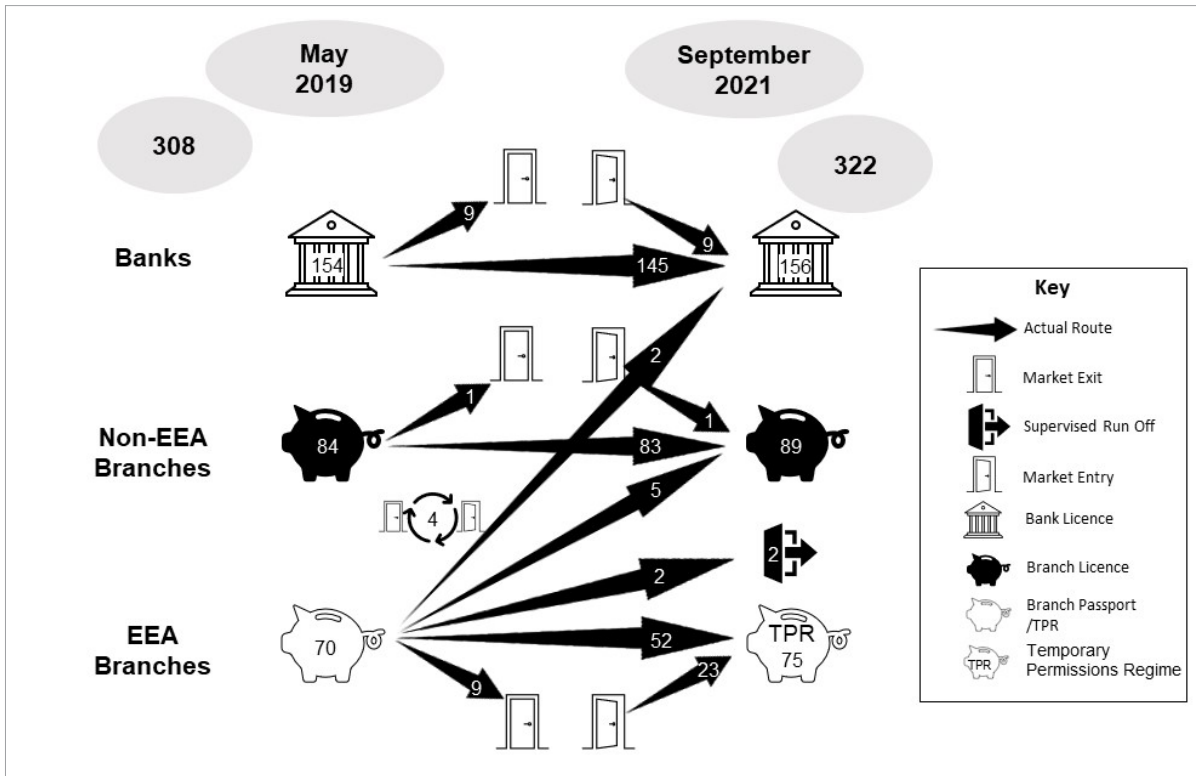 May
2019
September
2021
308
322
Banks
154
9
145
9
156
Non-EEA
Branches
84
1
83
2
1
5
89
4
2
2
EEA
Branches
70
9
52
23
TPR
75
Key
Actual Route
Market Exit
Supervised Run Off
Market Entry
Bank Licence
Branch Licence
Branch Passport
/TPR
TPR
Temporary
Permissions Regime